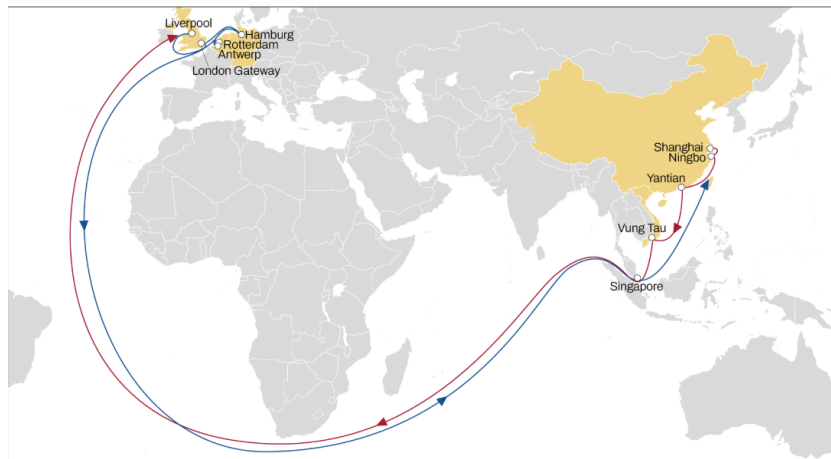 Liverpool
Hamburg
Rotterdam
Antwerp
London Gateway
Shanghai
Ningbo
Yantian
Vung Tau
Singapore